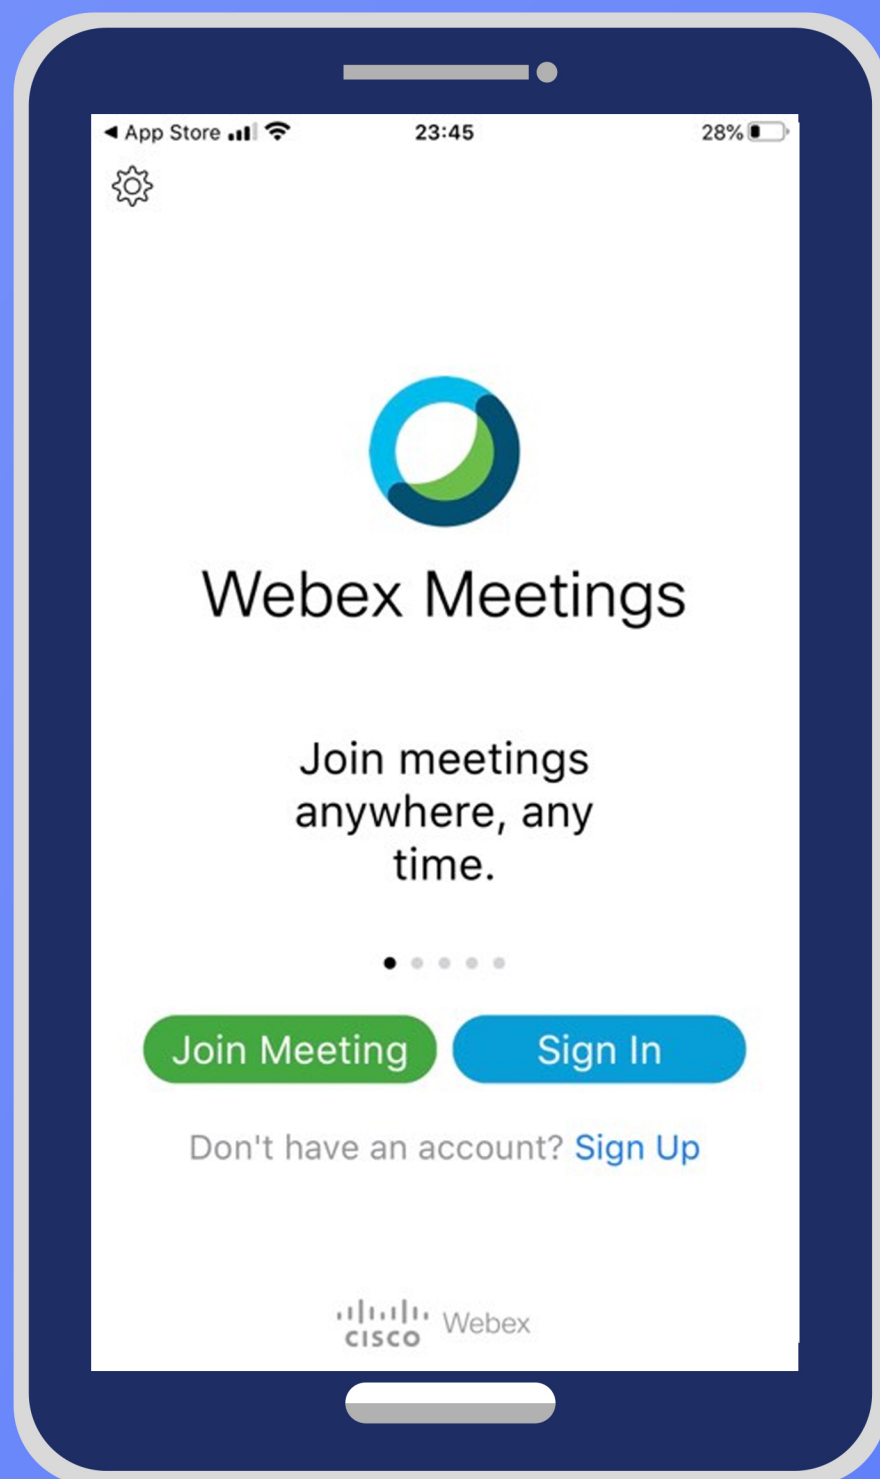 App Store 23:45 28%
Webex Meetings
Join meetings
anywhere, any
time.
Join Meeting Sign In
Don't have an account? Sign Up
CISCO Webex